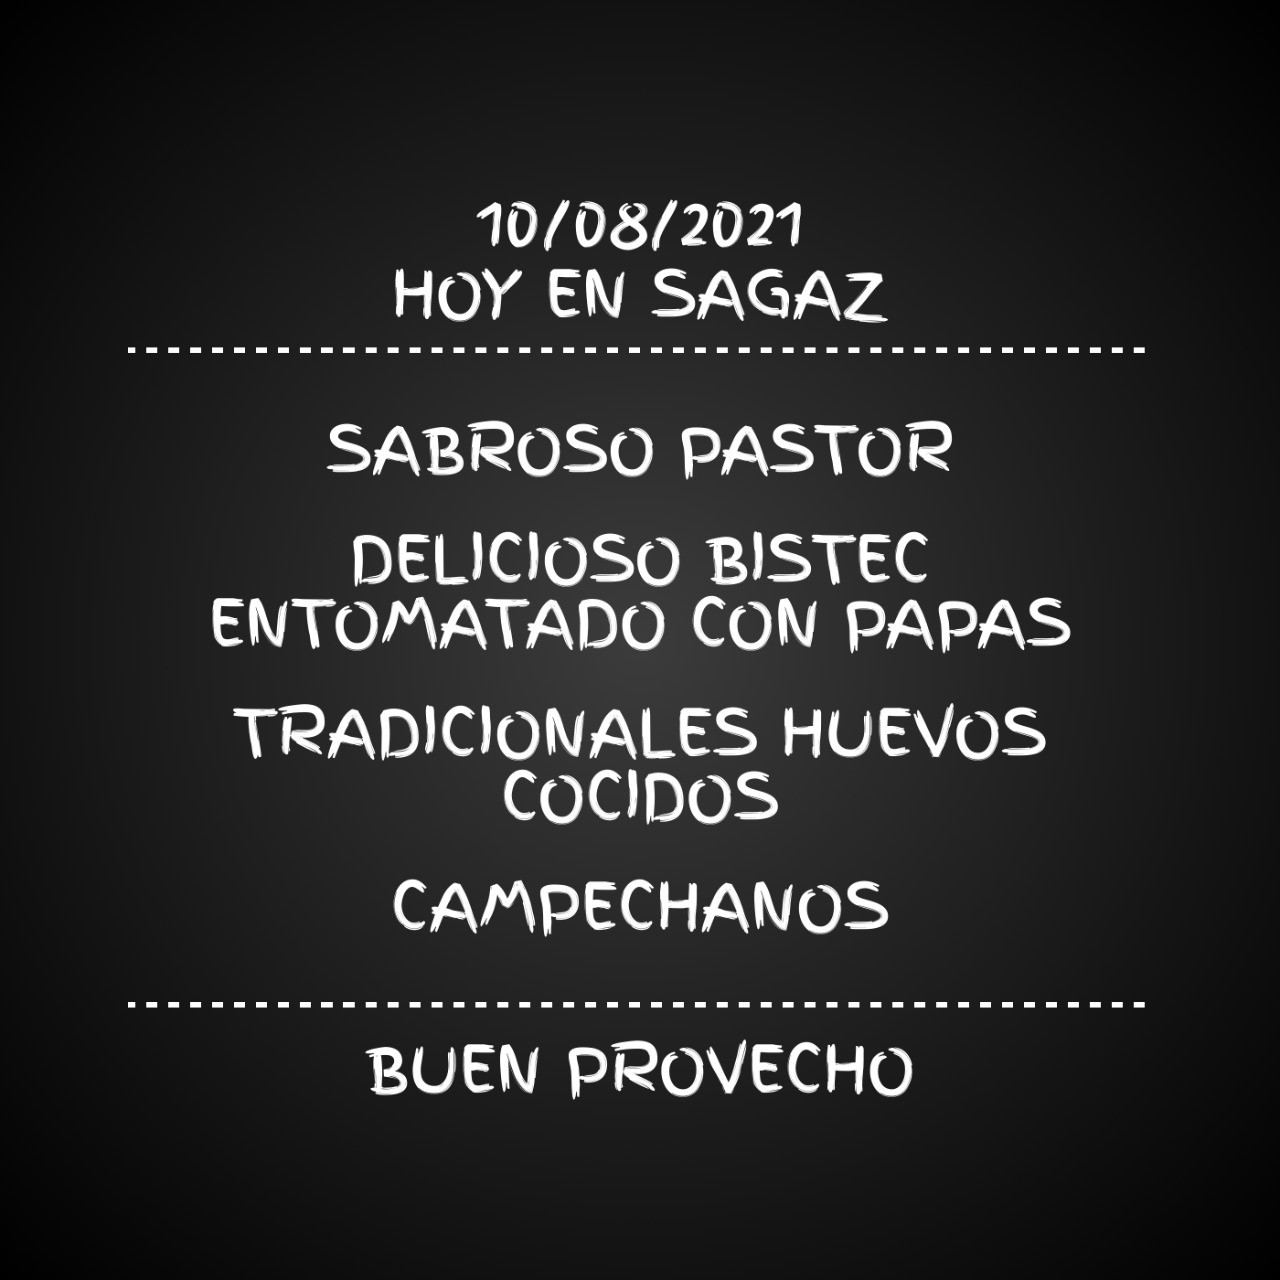 10/08/2021
HOY EN SAGAZ
SABROSO PASTOR
DELICIOSO BISTEC
ENTOMATADO CON PAPAS
TRADICIONALES HUEVOS
COCIDOS
CAMPECHANOS
BUEN PROVECHO